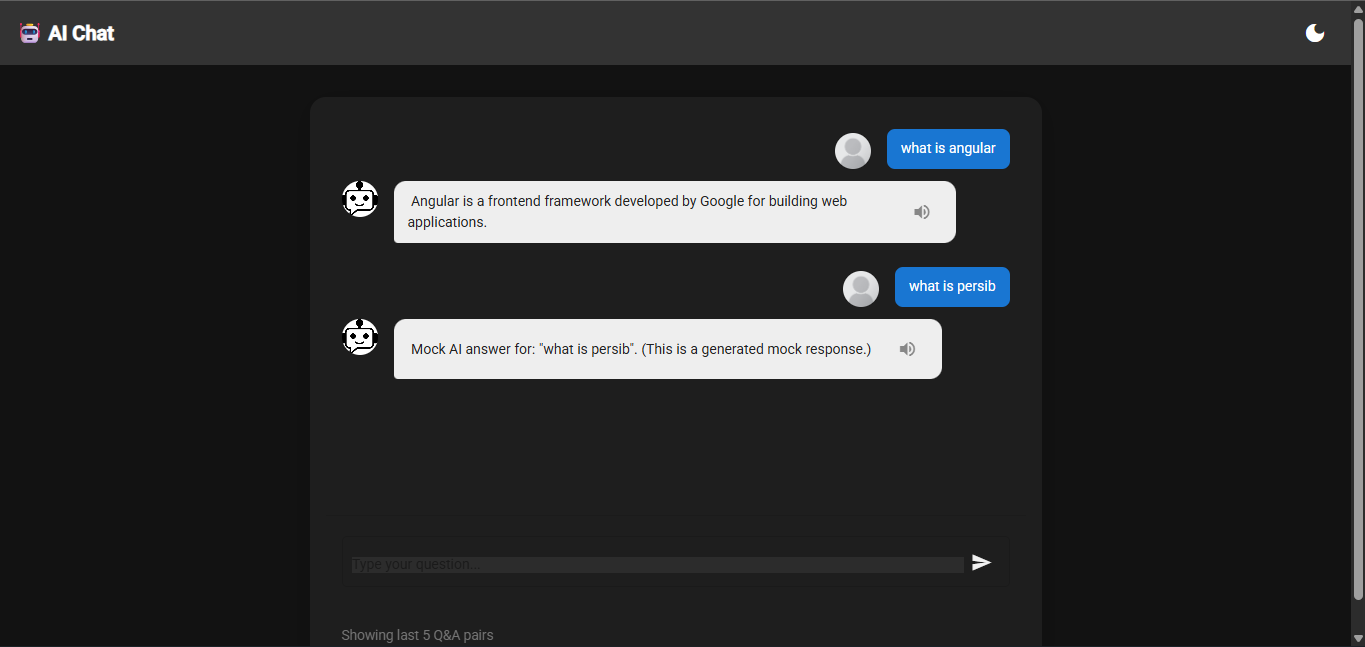 AI Chat
what is angular
Angular is a frontend framework developed by Google for building web
applications.
what is persib
Mock AI answer for: "what is persib". (This is a generated mock response.)
Type your question...
Showing last 5 Q&A pairs